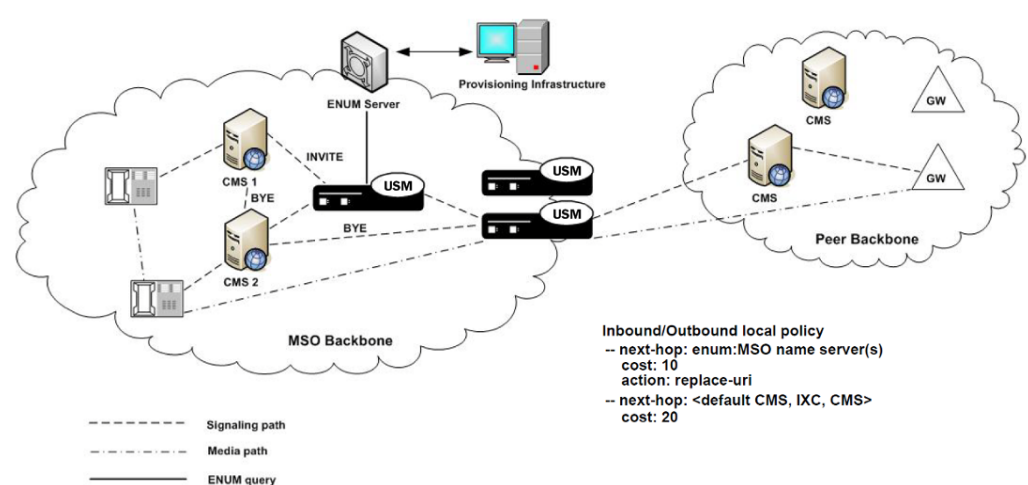 ENUM Server
Provisioning Infrastructure
CMS 1
INVITE
USM
BYE
CMS 2
BYE
USM
USM
MSO Backbone
CMS
GW
CMS
GW
Peer Backbone
Inbound/Outbound local policy
-- next-hop: enum:MSO name server(s)
cost: 10
action: replace-uri
-- next-hop: <default CMS, IXC, CMS>
cost: 20
Signaling path
Media path
ENUM query